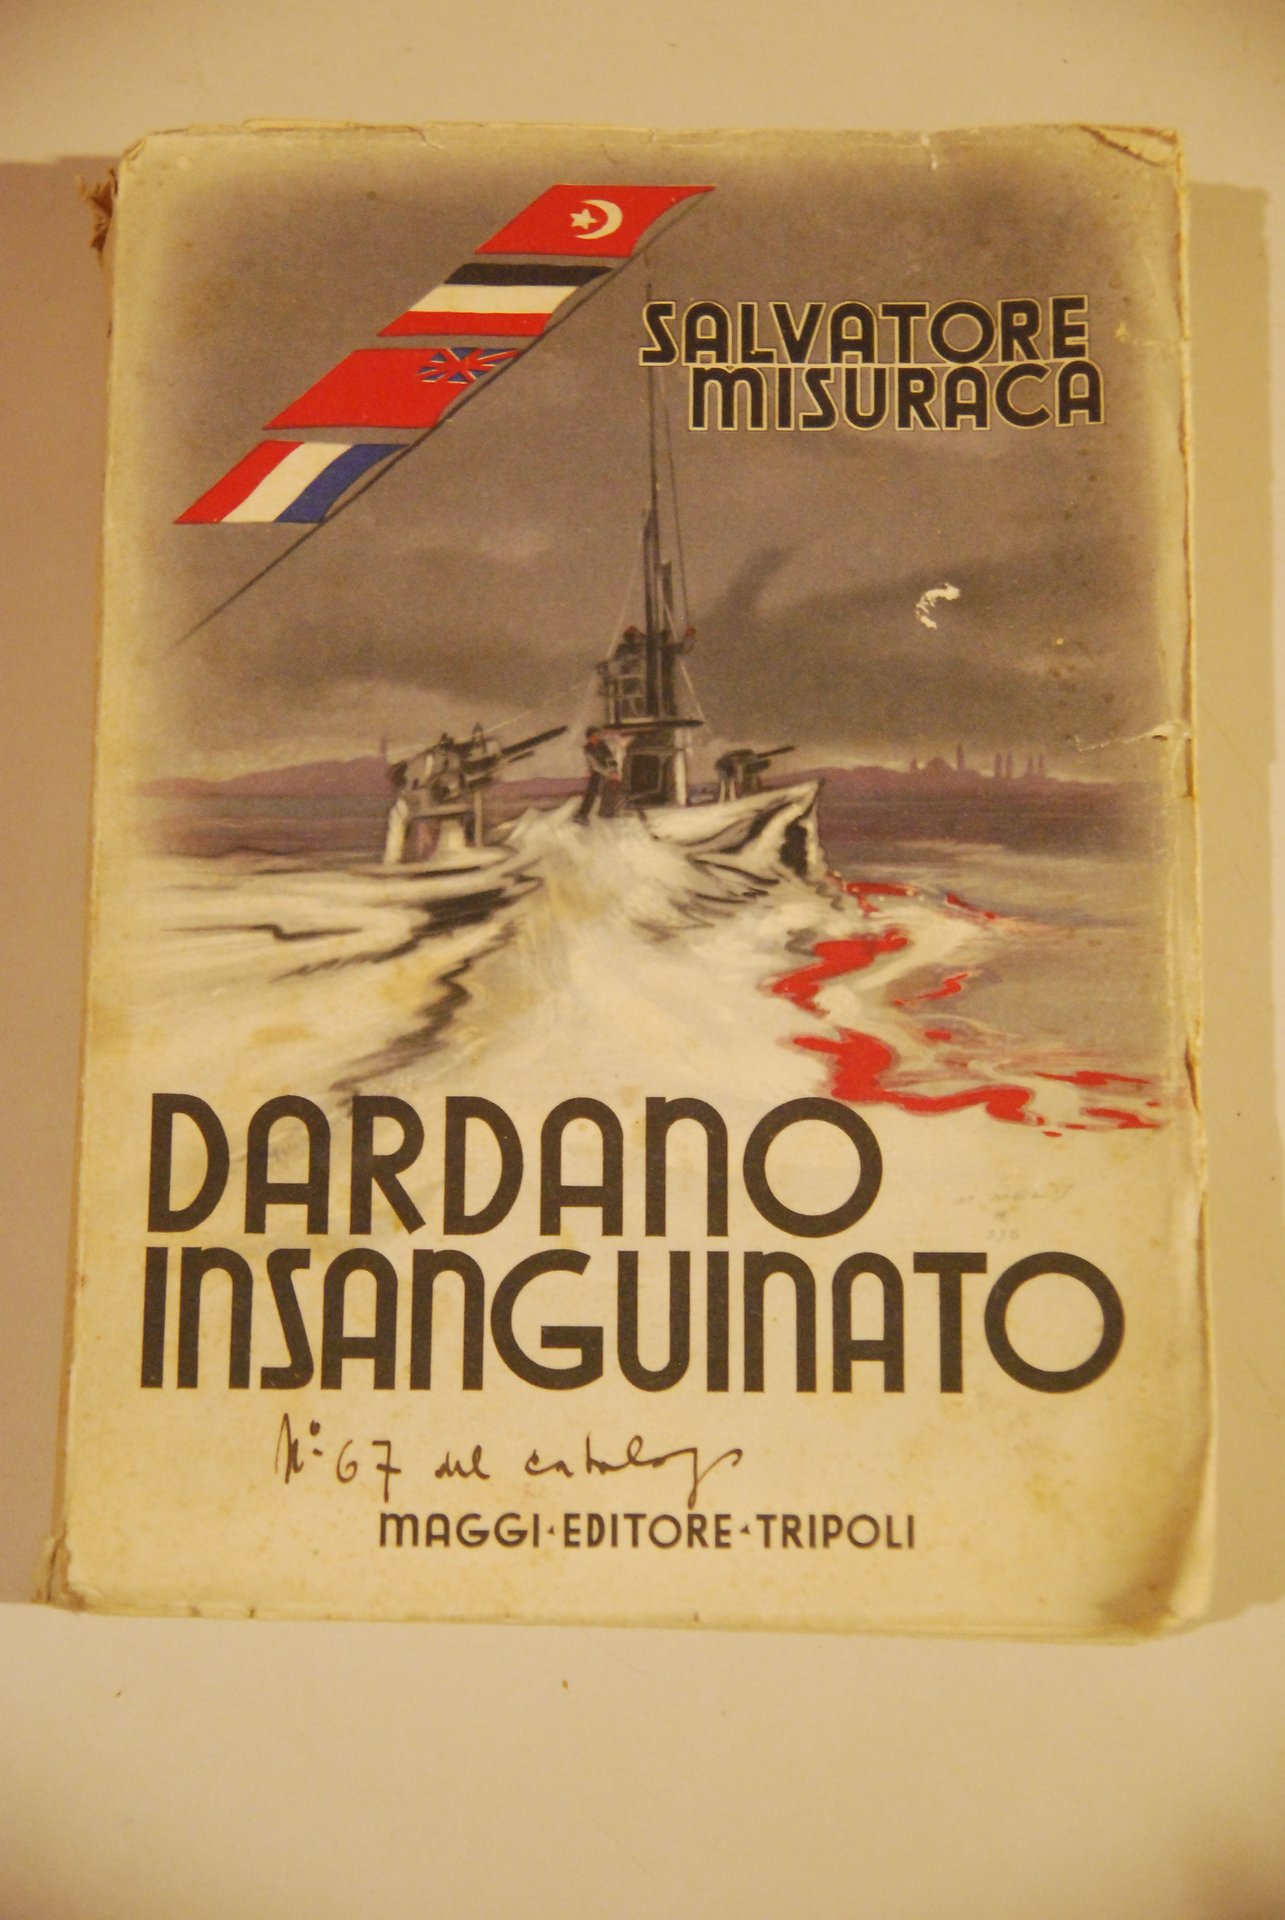 SALVATORE
MISURACA
DARDANO
INSANGUINATO
N° 67 del catalogo
MAGGI·EDITORE·TRIPOLI